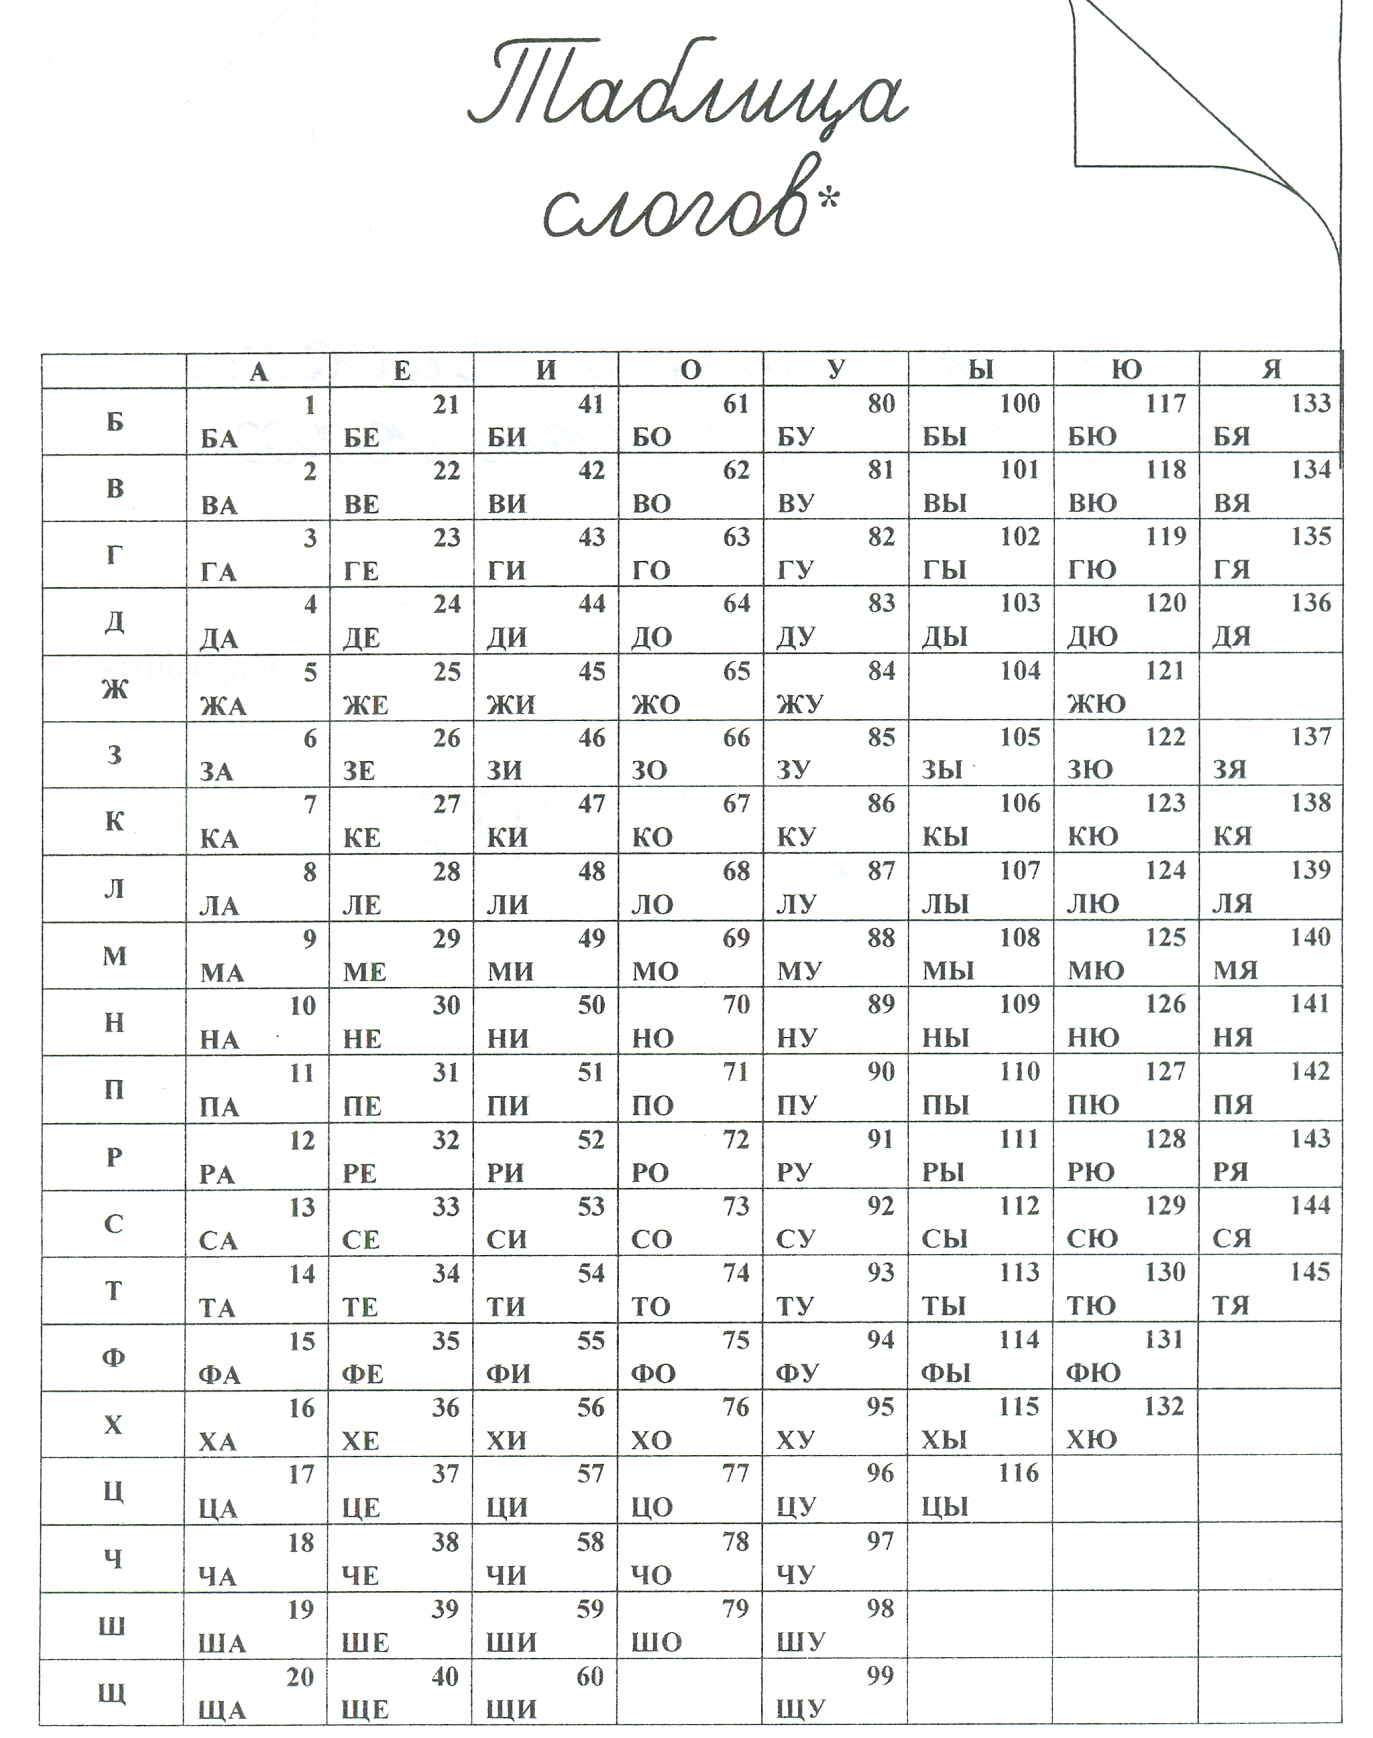 Таблица
слогов*
А Е И О У Ы Ю Я
Б
1 21 41 61 80 100 117 133
БА БЕ БИ БО БУ БЫ БЮ БЯ
В
2 22 42 62 81 101 118 134
ВА ВЕ ВИ ВО ВУ ВЫ ВЮ ВЯ
Г
3 23 43 63 82 102 119 135
ГА ГЕ ГИ ГО ГУ ГЫ ГЮ ГЯ
Д
4 24 44 64 83 103 120 136
ДА ДЕ ДИ ДО ДУ ДЫ ДЮ ДЯ
Ж
5 25 45 65 84 104 121
ЖА ЖЕ ЖИ ЖО ЖУ ЖЮ
З
6 26 46 66 85 105 122 137
ЗА ЗЕ ЗИ ЗО ЗУ ЗЫ ЗЮ ЗЯ
К
7 27 47 67 86 106 123 138
КА КЕ КИ КО КУ КЫ КЮ КЯ
Л
8 28 48 68 87 107 124 139
ЛА ЛЕ ЛИ ЛО ЛУ ЛЫ ЛЮ ЛЯ
М
9 29 49 69 88 108 125 140
МА МЕ МИ МО МУ МЫ МЮ МЯ
Н
10 30 50 70 89 109 126 141
НА НЕ НИ НО НУ НЫ НЮ НЯ
П
11 31 51 71 90 110 127 142
ПА ПЕ ПИ ПО ПУ ПЫ ПЮ ПЯ
Р
12 32 52 72 91 111 128 143
РА РЕ РИ РО РУ РЫ РЮ РЯ
С
13 33 53 73 92 112 129 144
СА СЕ СИ СО СУ СЫ СЮ СЯ
Т
14 34 54 74 93 113 130 145
ТА ТЕ ТИ ТО ТУ ТЫ ТЮ ТЯ
Ф
15 35 55 75 94 114 131
ФА ФЕ ФИ ФО ФУ ФЫ ФЮ
Х
16 36 56 76 95 115 132
ХА ХЕ ХИ ХО ХУ ХЫ ХЮ
Ц
17 37 57 77 96 116
ЦА ЦЕ ЦИ ЦО ЦУ ЦЫ
Ч
18 38 58 78 97
ЧА ЧЕ ЧИ ЧО ЧУ
Ш
19 39 59 79 98
ША ШЕ ШИ ШО ШУ
Щ
20 40 60 99
ЩА ЩЕ ЩИ ЩУ